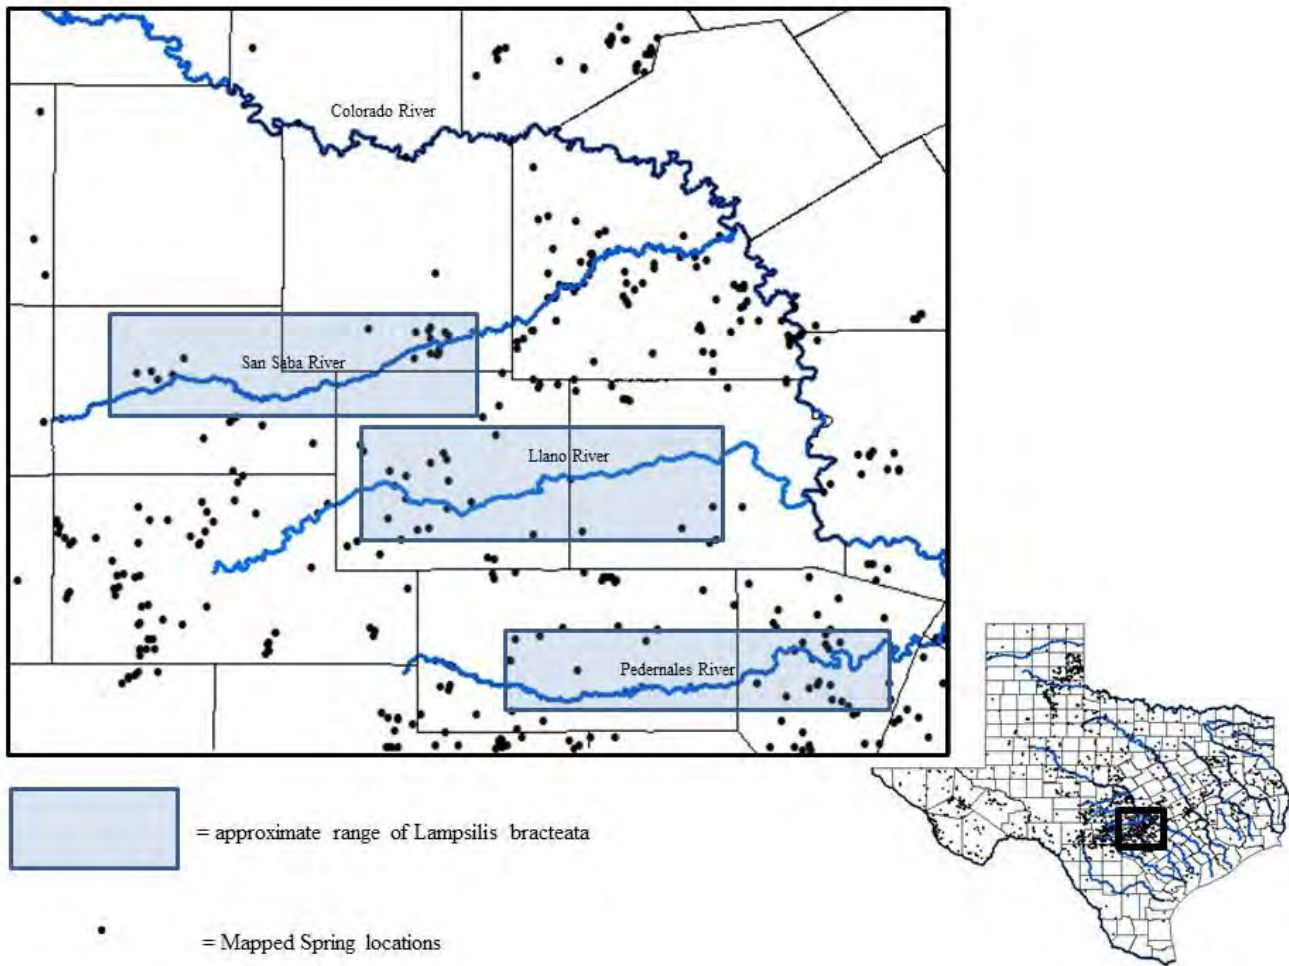 Colorado River
San Saba River
Llano River
Pedernales River
= approximate range of Lampsilis bracteata
= Mapped Spring locations